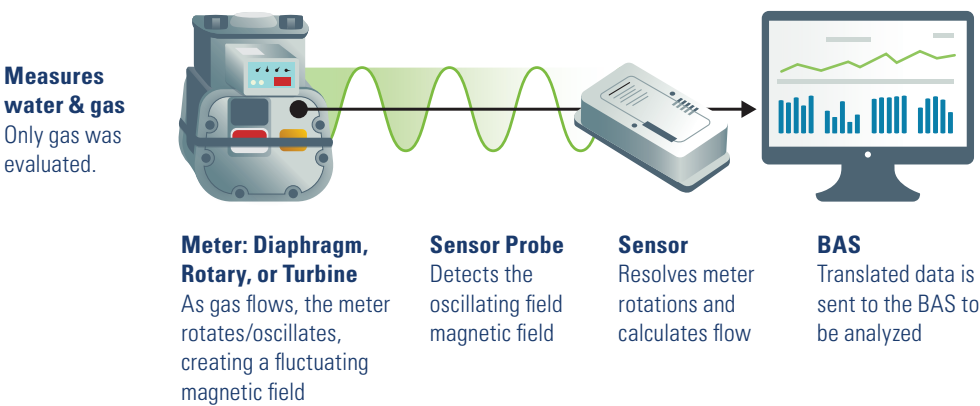 Measures
water & gas
Only gas was
evaluated.
Meter: Diaphragm,
Rotary, or Turbine
As gas flows, the meter
rotates/oscillates,
creating a fluctuating
magnetic field
Sensor Probe
Detects the
oscillating field
magnetic field
Sensor
Resolves meter
rotations and
calculates flow
BAS
Translated data is
sent to the BAS to
be analyzed